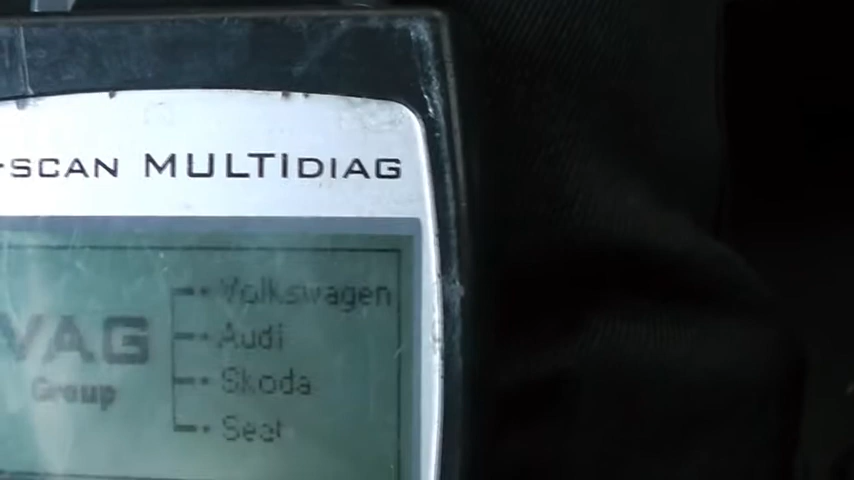 -SCAN MULTIDIAG
VAG
Group
Volkswagen
Audi
Skoda
Seat